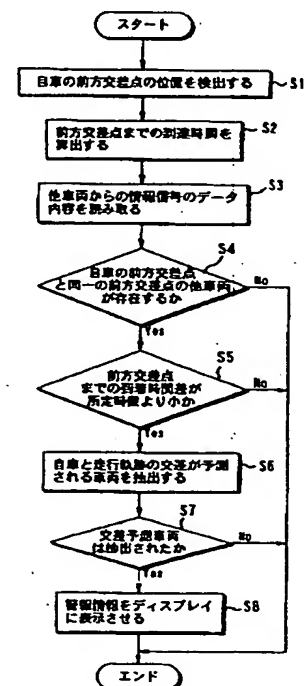 スタート
自車の前方交差点の位置を検出する
S1
前方交差点までの到達時間を
算出する
S2
他車両からの情報信号のデータ
内容を読み取る
S3
自車の前方交差点
と同一の前方交差点の他車両
が存在するか
S4
No
Yes
前方交差点
までの到着時間差が
所定時間より小か
S5
No
Yes
自車と走行軌跡の交差が予測
される車両を抽出する
S6
交差予測車両
は抽出されたか
S7
No
Yes
警報情報をディスプレイ
に表示させる
S8
エンド